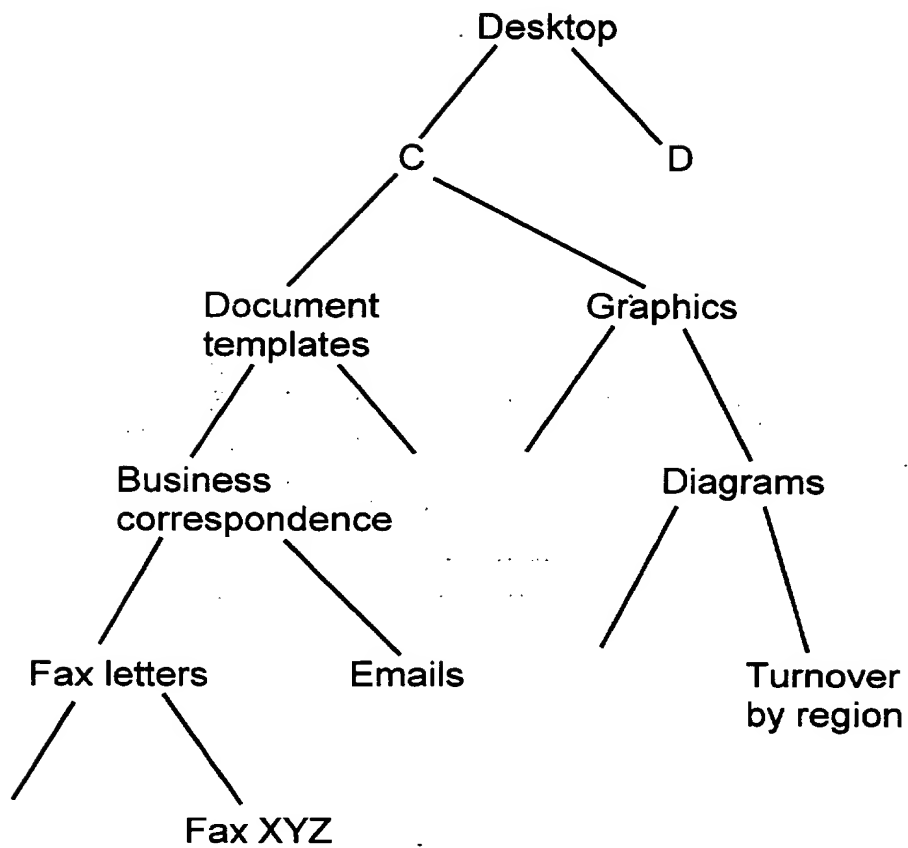 Desktop
C
D
Document
templates
Graphics
Business
correspondence
Diagrams
Fax letters
Emails
Turnover
by region
Fax XYZ